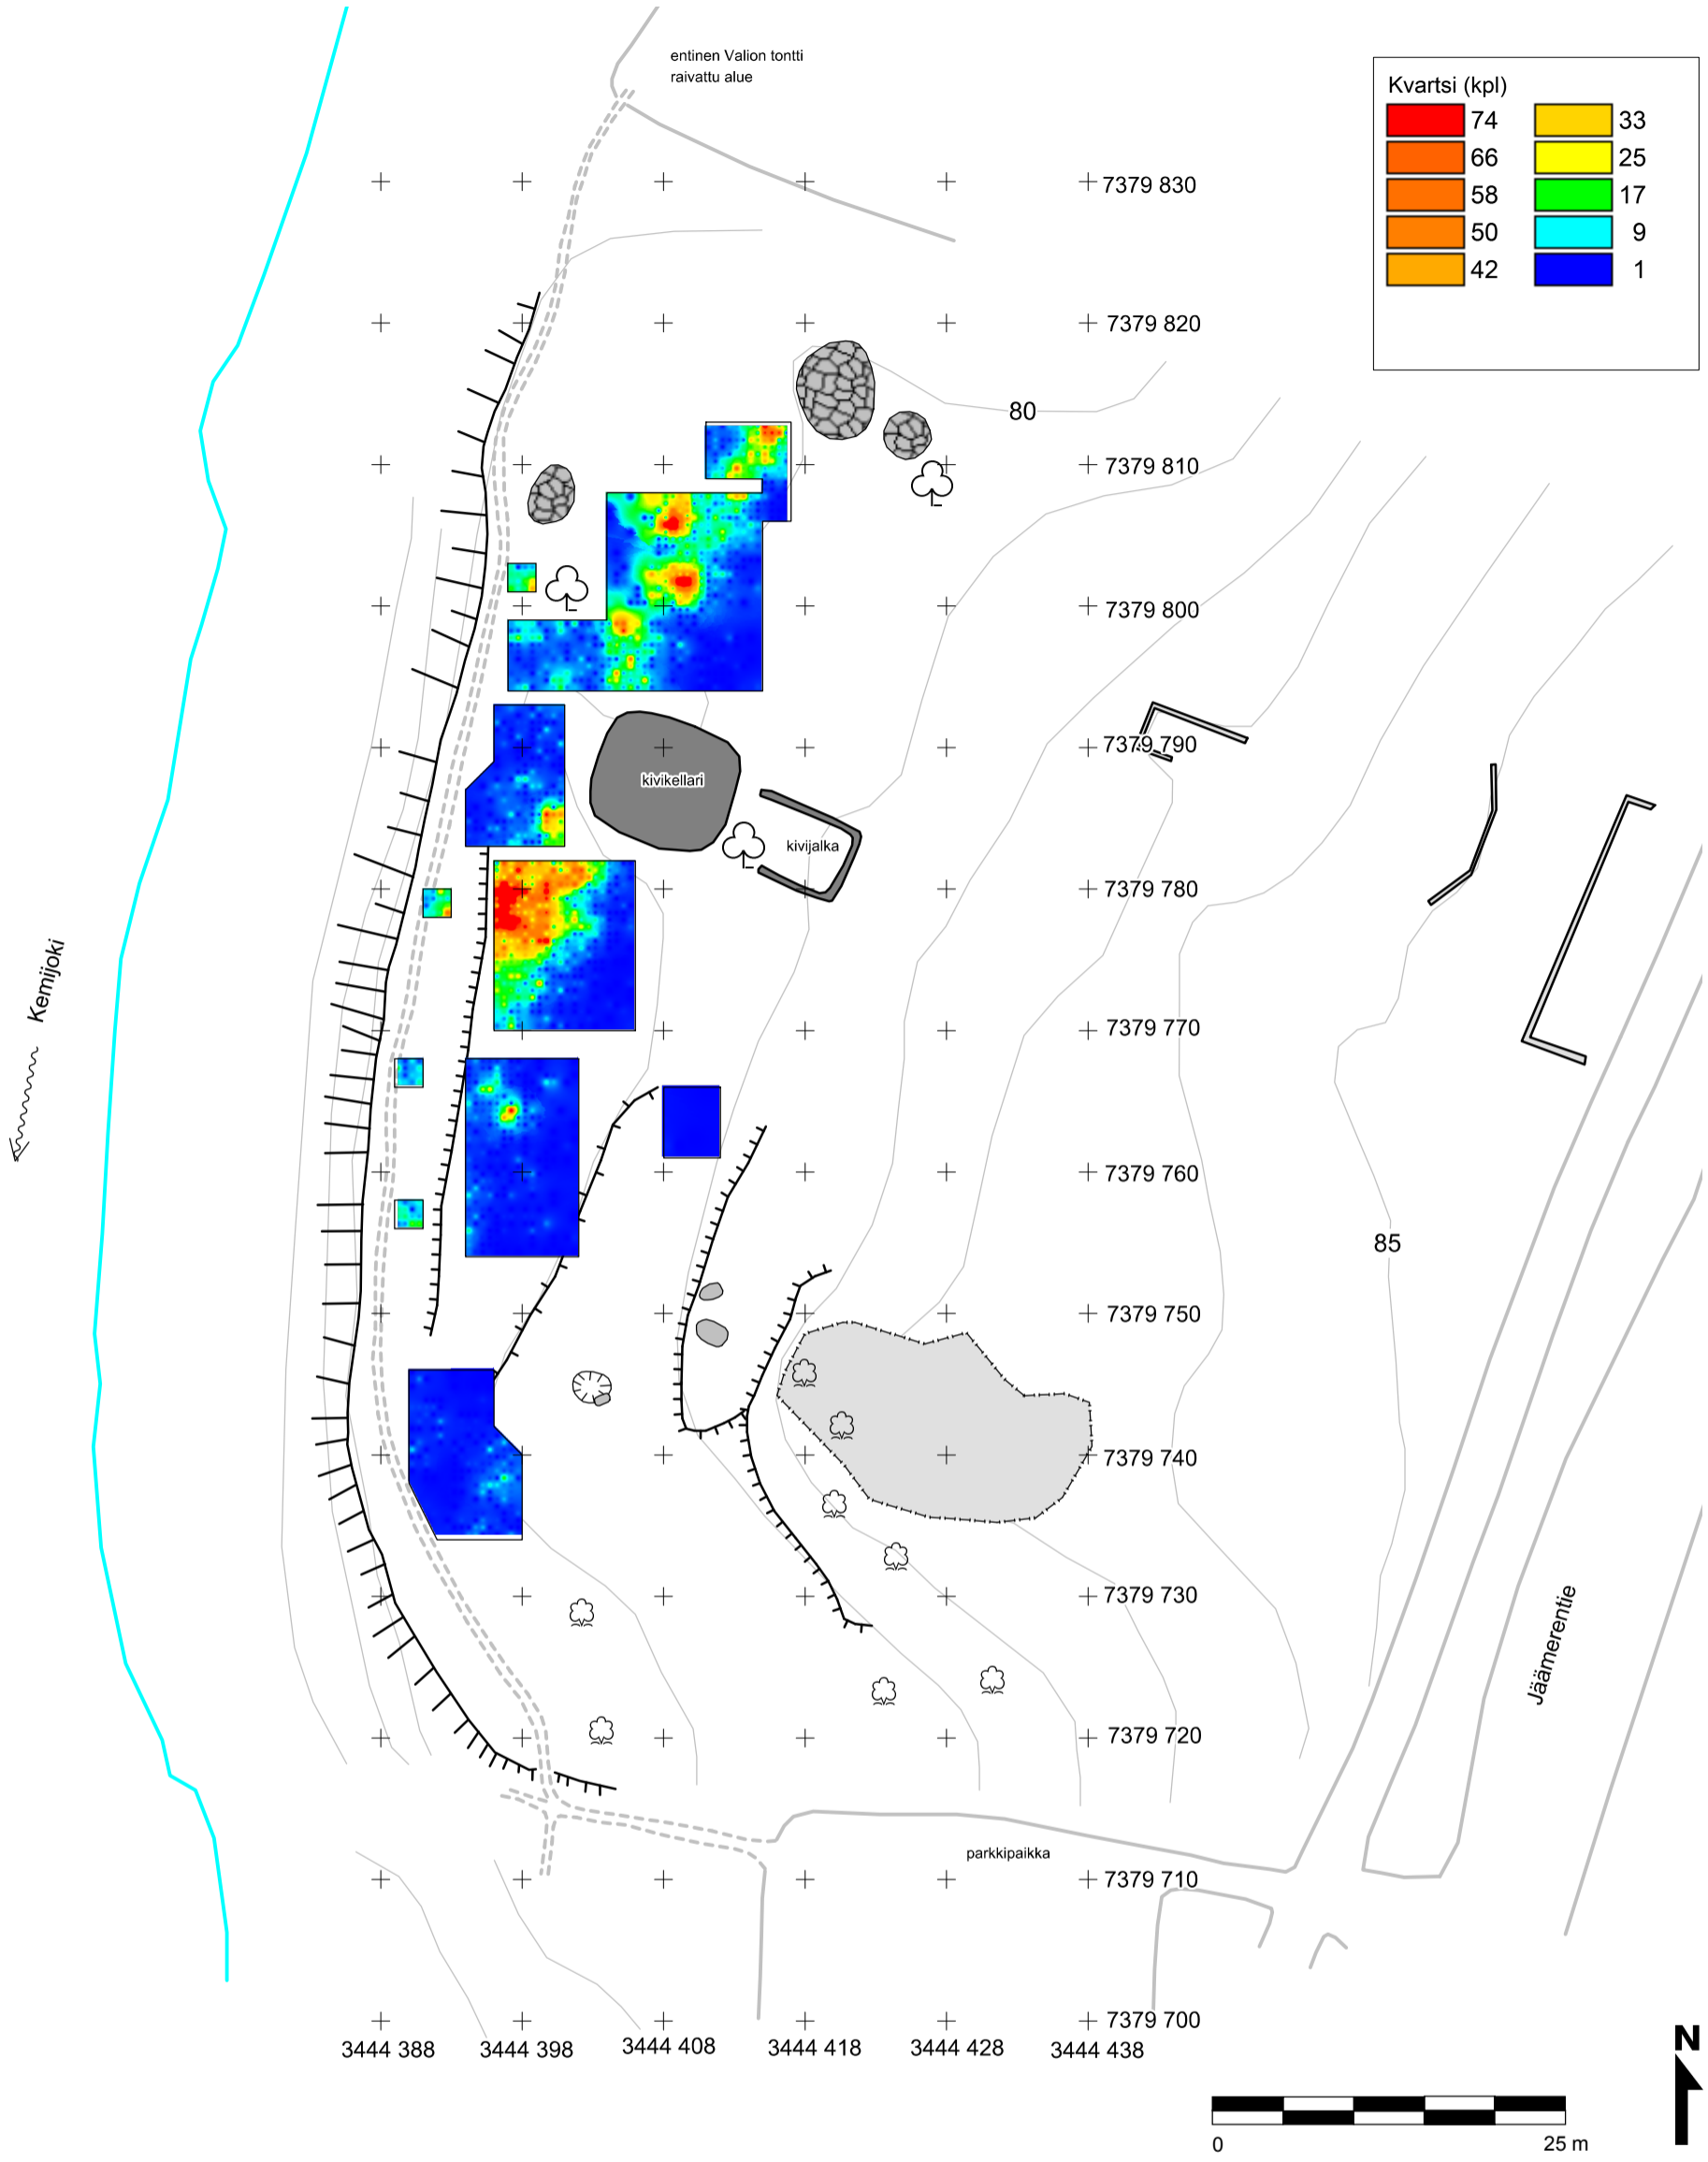 entinen Valion tontti
raivattu alue
Kvartsi (kpl)
74 33
66 25
58 17
50 9
42 1
7379 830
7379 820
80
7379 810
7379 800
7379 790
kivikellari
kivijalka
7379 780
Kemijoki
7379 770
7379 760
85
7379 750
7379 740
7379 730
Jäämerentie
7379 720
parkkipaikka
7379 710
7379 700
3444 388 3444 398 3444 408 3444 418 3444 428 3444 438
N
0 25 m